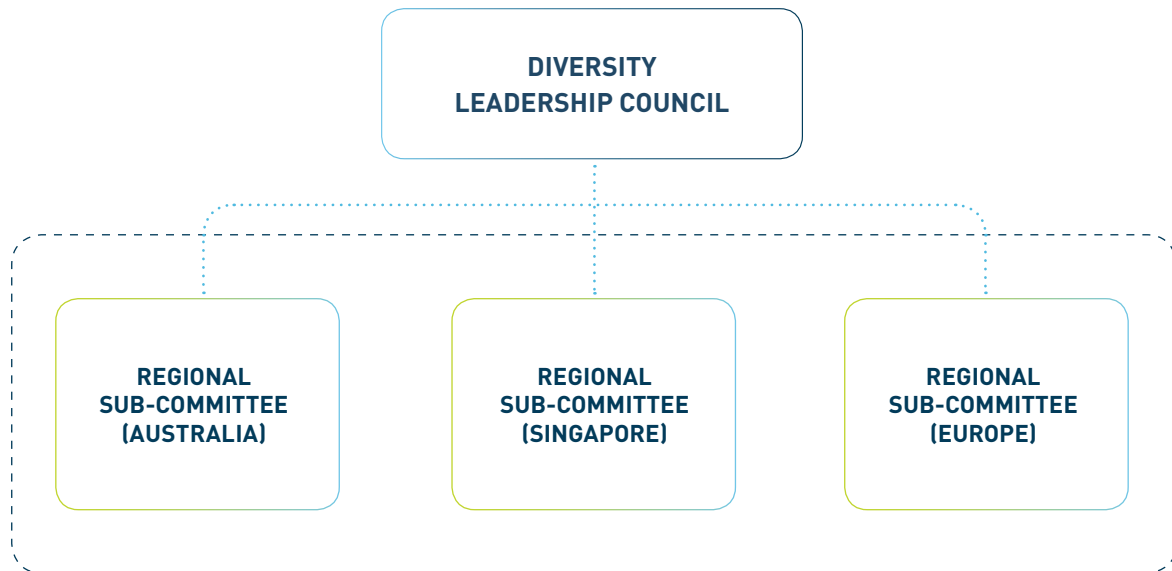 DIVERSITY
LEADERSHIP COUNCIL
REGIONAL
SUB-COMMITTEE
(AUSTRALIA)
REGIONAL
SUB-COMMITTEE
(SINGAPORE)
REGIONAL
SUB-COMMITTEE
(EUROPE)